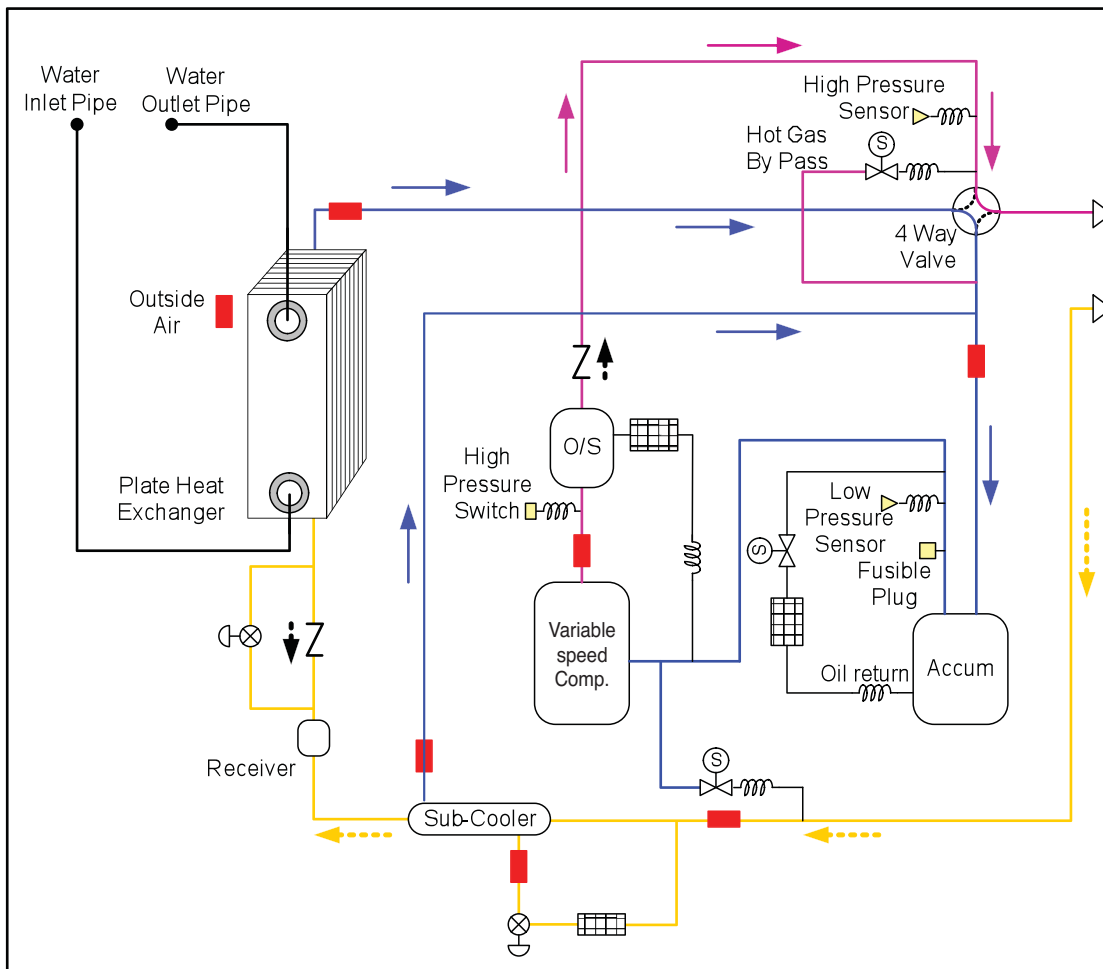 Water
Inlet Pipe
Water
Outlet Pipe
High Pressure
Sensor
Hot Gas
By Pass
S
4 Way
Valve
Outside
Air
O/S
High
Pressure
Switch
Plate Heat
Exchanger
Low
Pressure
Sensor
S
Fusible
Plug
Variable
speed
Comp.
Oil return
Accum
Receiver
S
Sub-Cooler